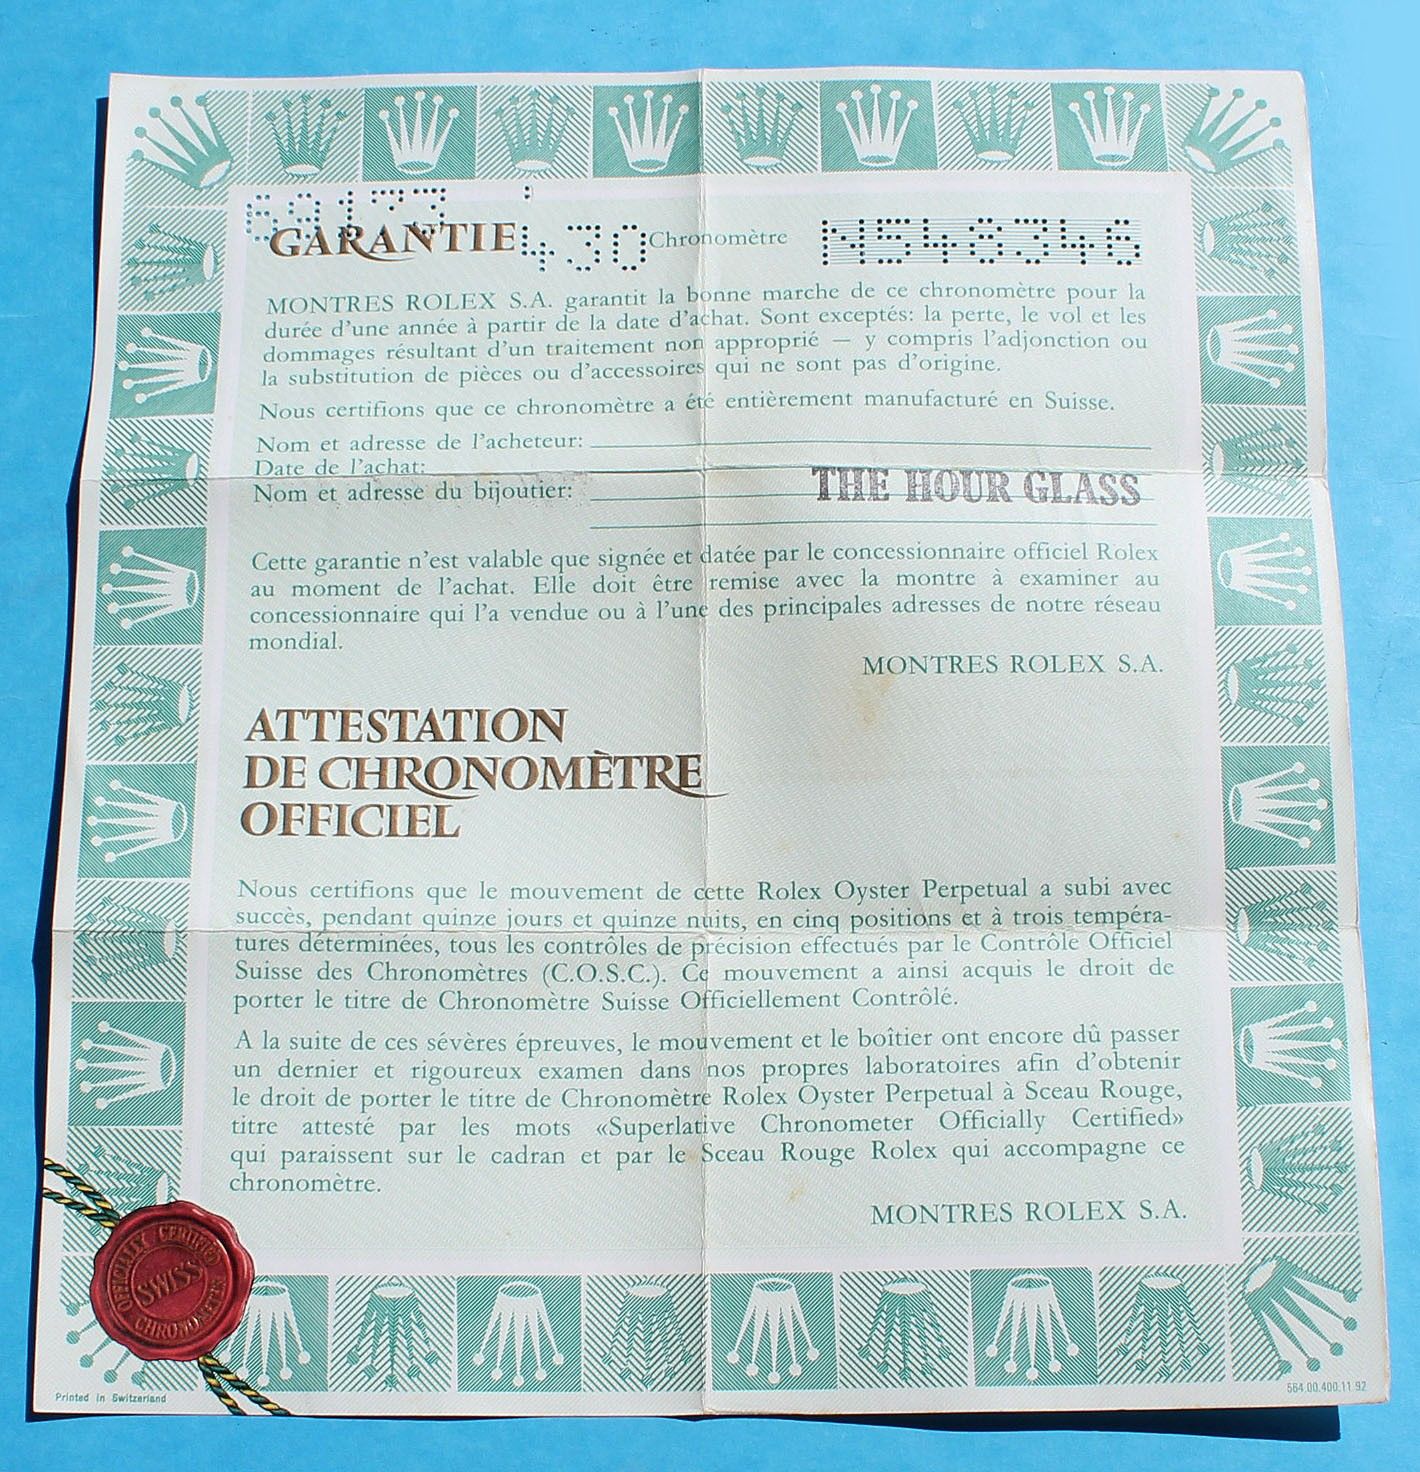 69173
GARANTIE 430 Chronomètre N548346
MONTRES ROLEX S.A. garantit la bonne marche de ce chronomètre pour la
durée d'une année à partir de la date d'achat. Sont exceptés: la perte, le vol et les
dommages résultant d'un traitement non approprié — y compris l'adjonction ou
la substitution de pièces ou d'accessoires qui ne sont pas d'origine.
Nous certifions que ce chronomètre a été entièrement manufacturé en Suisse.
Nom et adresse de l'acheteur:
Date de l'achat:
Nom et adresse du bijoutier: THE HOUR GLASS
Cette garantie n'est valable que signée et datée par le concessionnaire officiel Rolex
au moment de l'achat. Elle doit être remise avec la montre à examiner au
concessionnaire qui l'a vendue ou à l'une des principales adresses de notre réseau
mondial.
MONTRES ROLEX S.A.
ATTESTATION
DE CHRONOMÈTRE
OFFICIEL
Nous certifions que le mouvement de cette Rolex Oyster Perpetual a subi avec
succès, pendant quinze jours et quinze nuits, en cinq positions et à trois tempéra-
tures déterminées, tous les contrôles de précision effectués par le Contrôle Officiel
Suisse des Chronomètres (C.O.S.C.). Ce mouvement a ainsi acquis le droit de
porter le titre de Chronomètre Suisse Officiellement Contrôlé.
A la suite de ces sévères épreuves, le mouvement et le boîtier ont encore dû passer
un dernier et rigoureux examen dans nos propres laboratoires afin d'obtenir
le droit de porter le titre de Chronomètre Rolex Oyster Perpetual à Sceau Rouge,
titre attesté par les mots «Superlative Chronometer Officially Certified»
qui paraissent sur le cadran et par le Sceau Rouge Rolex qui accompagne ce
chronomètre.
MONTRES ROLEX S.A.
OFFICIALLY CERTIFIED
SWISS
CHRONOMETER
Printed in Switzerland
564.00.400.11.92